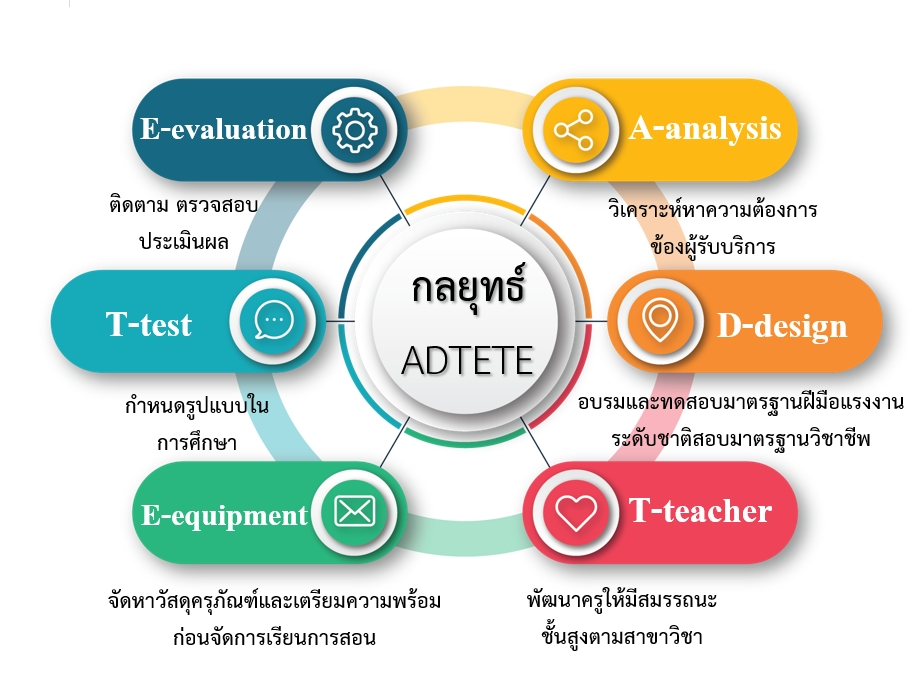 E-evaluation
ติดตาม ตรวจสอบ
ประเมินผล
A-analysis
วิเคราะห์หาความต้องการ
ข้องผู้รับบริการ
กลยุทธ์
ADTETE
T-test
กำหนดรูปแบบใน
การศึกษา
D-design
อบรมและทดสอบมาตรฐานฝีมือแรงงาน
ระดับชาติสอบมาตรฐานวิชาชีพ
E-equipment
จัดหาวัสดุครุภัณฑ์และเตรียมความพร้อม
ก่อนจัดการเรียนการสอน
T-teacher
พัฒนาครูให้มีสมรรถนะ
ชั้นสูงตามสาขาวิชา